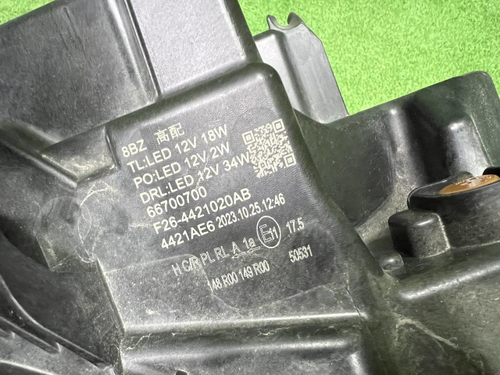 8BZ 高配
TL:LED 12V 18W
PO:LED 12V 2W
DRL:LED 12V 34W
66700700
F26-4421020AB
4421AE6 2023.10.25.12:46
HC/R PL RL A 1a E11 17.5
148 R00 149 R00 50531